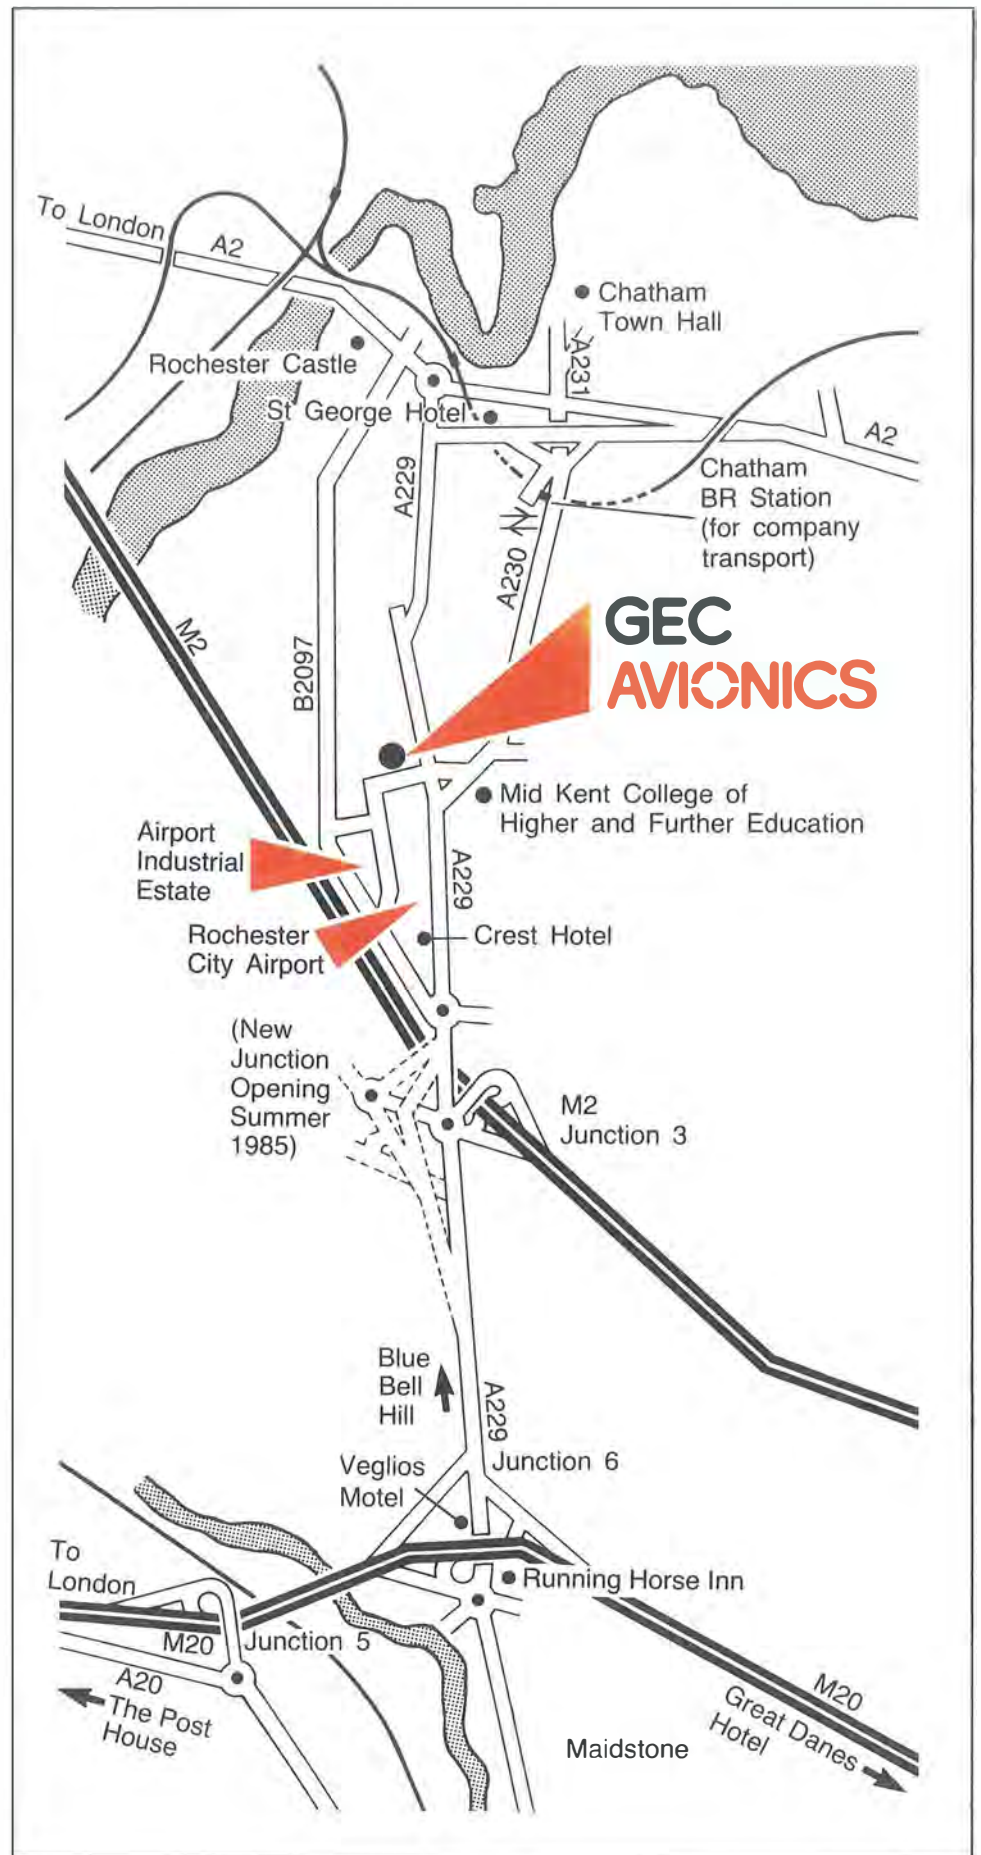 To London
A2
Chatham
Town Hall
A231
Rochester Castle
St George Hotel
A2
A229
Chatham
BR Station
(for company
transport)
A230
GEC
AVIONICS
M2
B2097
Mid Kent College of
Higher and Further Education
Airport
Industrial
Estate
A229
Rochester
City Airport
Crest Hotel
(New
Junction
Opening
Summer
1985)
M2
Junction 3
Blue
Bell
Hill
A229
Junction 6
Veglios
Motel
To
London
Running Horse Inn
M20
Junction 5
A20
The Post
House
M20
Great Danes
Hotel
Maidstone